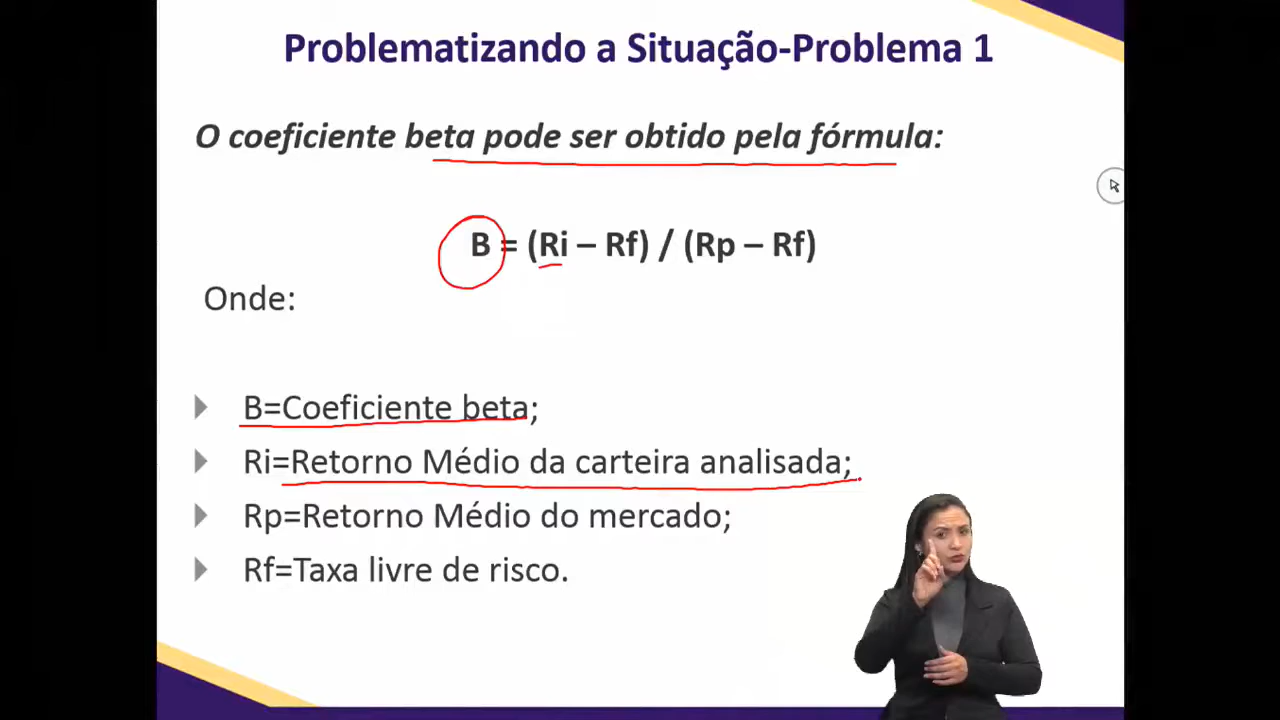 Problematizando a Situação-Problema 1
O coeficiente beta pode ser obtido pela fórmula:
B = (Ri – Rf) / (Rp – Rf)
Onde:
B=Coeficiente beta;
Ri=Retorno Médio da carteira analisada;
Rp=Retorno Médio do mercado;
Rf=Taxa livre de risco.